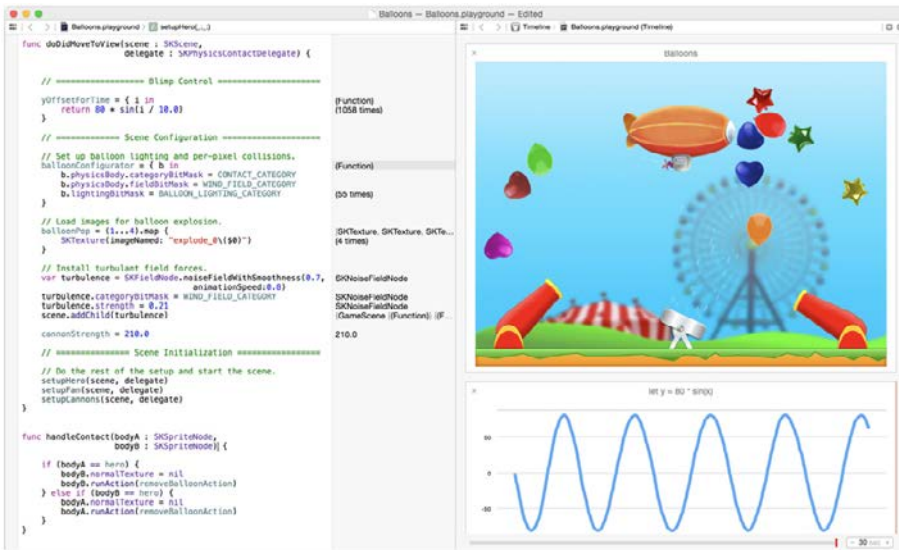 Balloons — Balloons.playground — Edited
Balloons.playground › setupHero(_:_:)
Timeline › Balloons.playground (Timeline)
func doDidMoveToView(scene : SKScene,
delegate : SKPhysicsContactDelegate) {
// ================== Blimp Control =====================
yOffsetForTime = { i in
return 80 * sin(i / 10.0)
}
// ============= Scene Configuration ====================
// Set up balloon lighting and per-pixel collisions.
balloonConfigurator = { b in
b.physicsBody.categoryBitMask = CONTACT_CATEGORY
b.physicsBody.fieldBitMask = WIND_FIELD_CATEGORY
b.lightingBitMask = BALLOON_LIGHTING_CATEGORY
}
// Load images for balloon explosion.
balloonPop = (1...4).map {
SKTexture(imageNamed: "explode_0\($0)")
}
// Install turbulant field forces.
var turbulence = SKFieldNode.noiseFieldWithSmoothness(0.7,
animationSpeed:0.8)
turbulence.categoryBitMask = WIND_FIELD_CATEGORY
turbulence.strength = 0.21
scene.addChild(turbulence)
cannonStrength = 210.0
// =============== Scene Initialization =================
// Do the rest of the setup and start the scene.
setupHero(scene, delegate)
setupFan(scene, delegate)
setupCannons(scene, delegate)
}
func handleContact(bodyA : SKSpriteNode,
bodyB : SKSpriteNode) {
if (bodyA == hero) {
bodyB.normalTexture = nil
bodyB.runAction(removeBalloonAction)
} else if (bodyB == hero) {
bodyA.normalTexture = nil
bodyA.runAction(removeBalloonAction)
}
}
(Function)
(1058 times)
(Function)
(55 times)
[SKTexture, SKTexture, SKTe...
(4 times)
SKNoiseFieldNode
SKNoiseFieldNode
SKNoiseFieldNode
[GameScene [(Function)] [(F...
210.0
Balloons
let y = 80 * sin(x)
50
0
-50
- 30 sec +